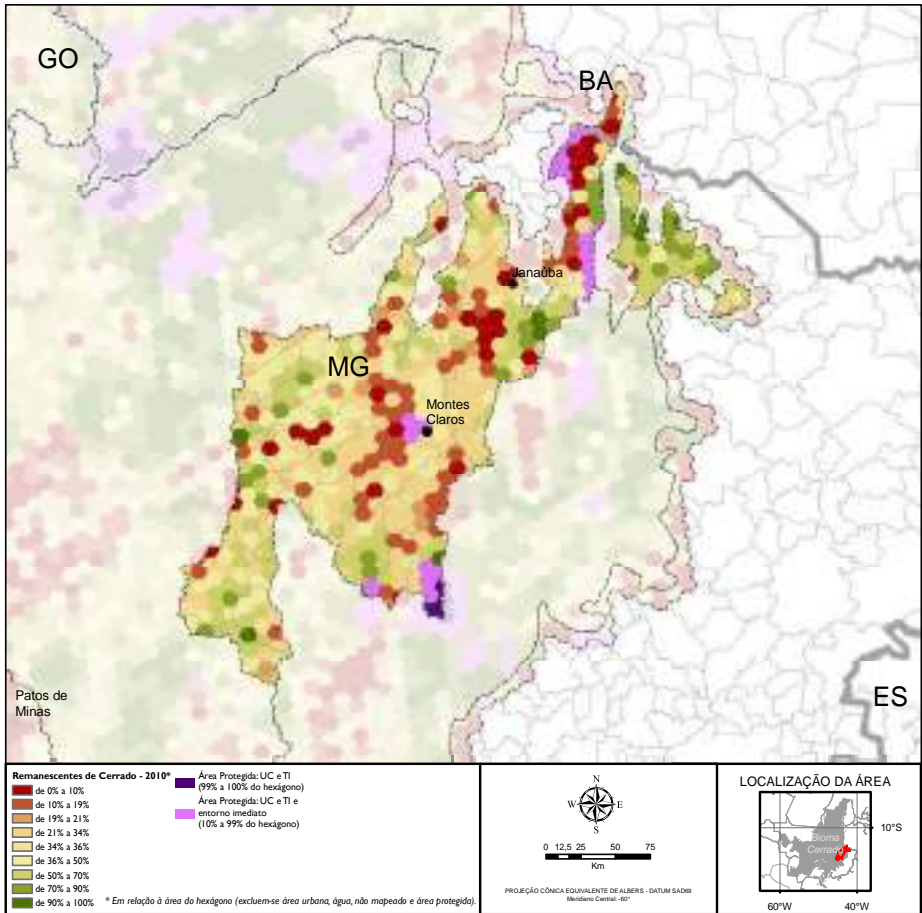 GO
BA
Janaúba
MG
Montes
Claros
Patos de
Minas
ES
Remanescentes de Cerrado - 2010*
de 0% a 10%
de 10% a 19%
de 19% a 21%
de 21% a 34%
de 34% a 36%
de 36% a 50%
de 50% a 70%
de 70% a 90%
de 90% a 100%
* Em relação à área do hexágono (excluem-se área urbana, água, não mapeado e área protegida).
Área Protegida: UC e TI
(99% a 100% do hexágono)
Área Protegida: UC e TI e
entorno imediato
(10% a 99% do hexágono)
N
W E
S
0 12,5 25 50 75
Km
PROJEÇÃO CÔNICA EQUIVALENTE DE ALBERS - DATUM SAD69
Meridiano Central: -60°
LOCALIZAÇÃO DA ÁREA
Bioma
Cerrado
10°S
60°W 40°W